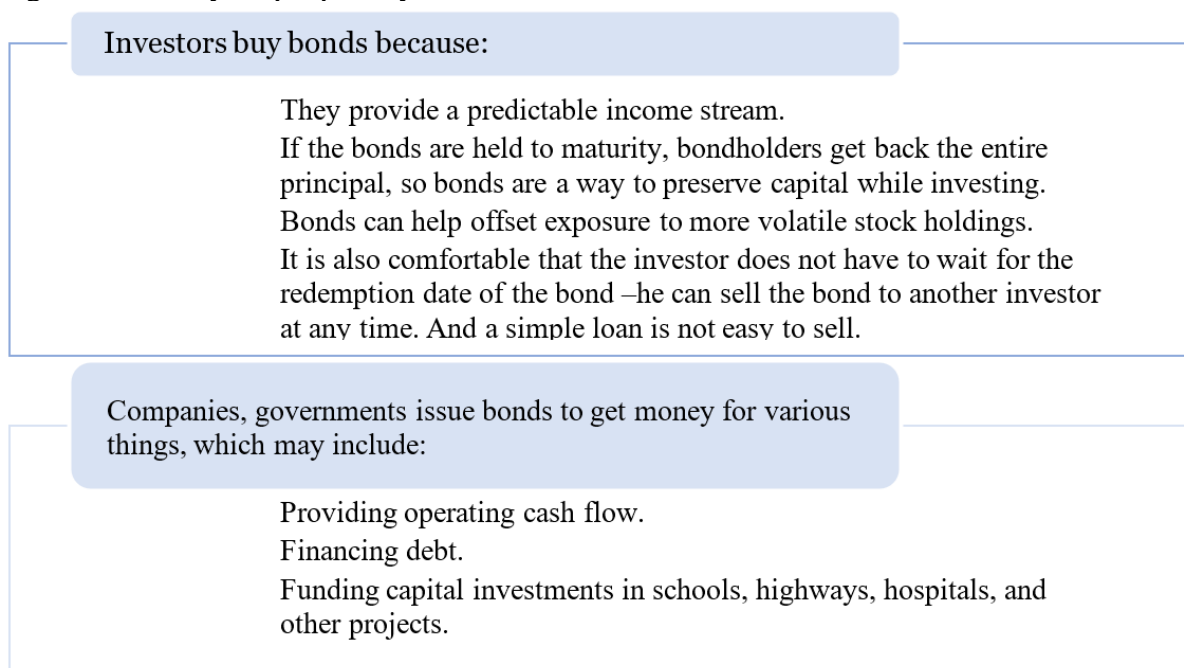 Investors buy bonds because:
They provide a predictable income stream.
If the bonds are held to maturity, bondholders get back the entire
principal, so bonds are a way to preserve capital while investing.
Bonds can help offset exposure to more volatile stock holdings.
It is also comfortable that the investor does not have to wait for the
redemption date of the bond –he can sell the bond to another investor
at any time. And a simple loan is not easy to sell.
Companies, governments issue bonds to get money for various
things, which may include:
Providing operating cash flow.
Financing debt.
Funding capital investments in schools, highways, hospitals, and
other projects.